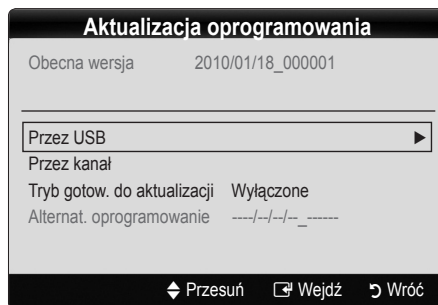 Aktualizacja oprogramowania
Obecna wersja 2010/01/18_000001
Przez USB ►
Przez kanał
Tryb gotow. do aktualizacji Wyłączone
Alternat. oprogramowanie ----/--/--/--_------
Przesuń Wejdź Wróć